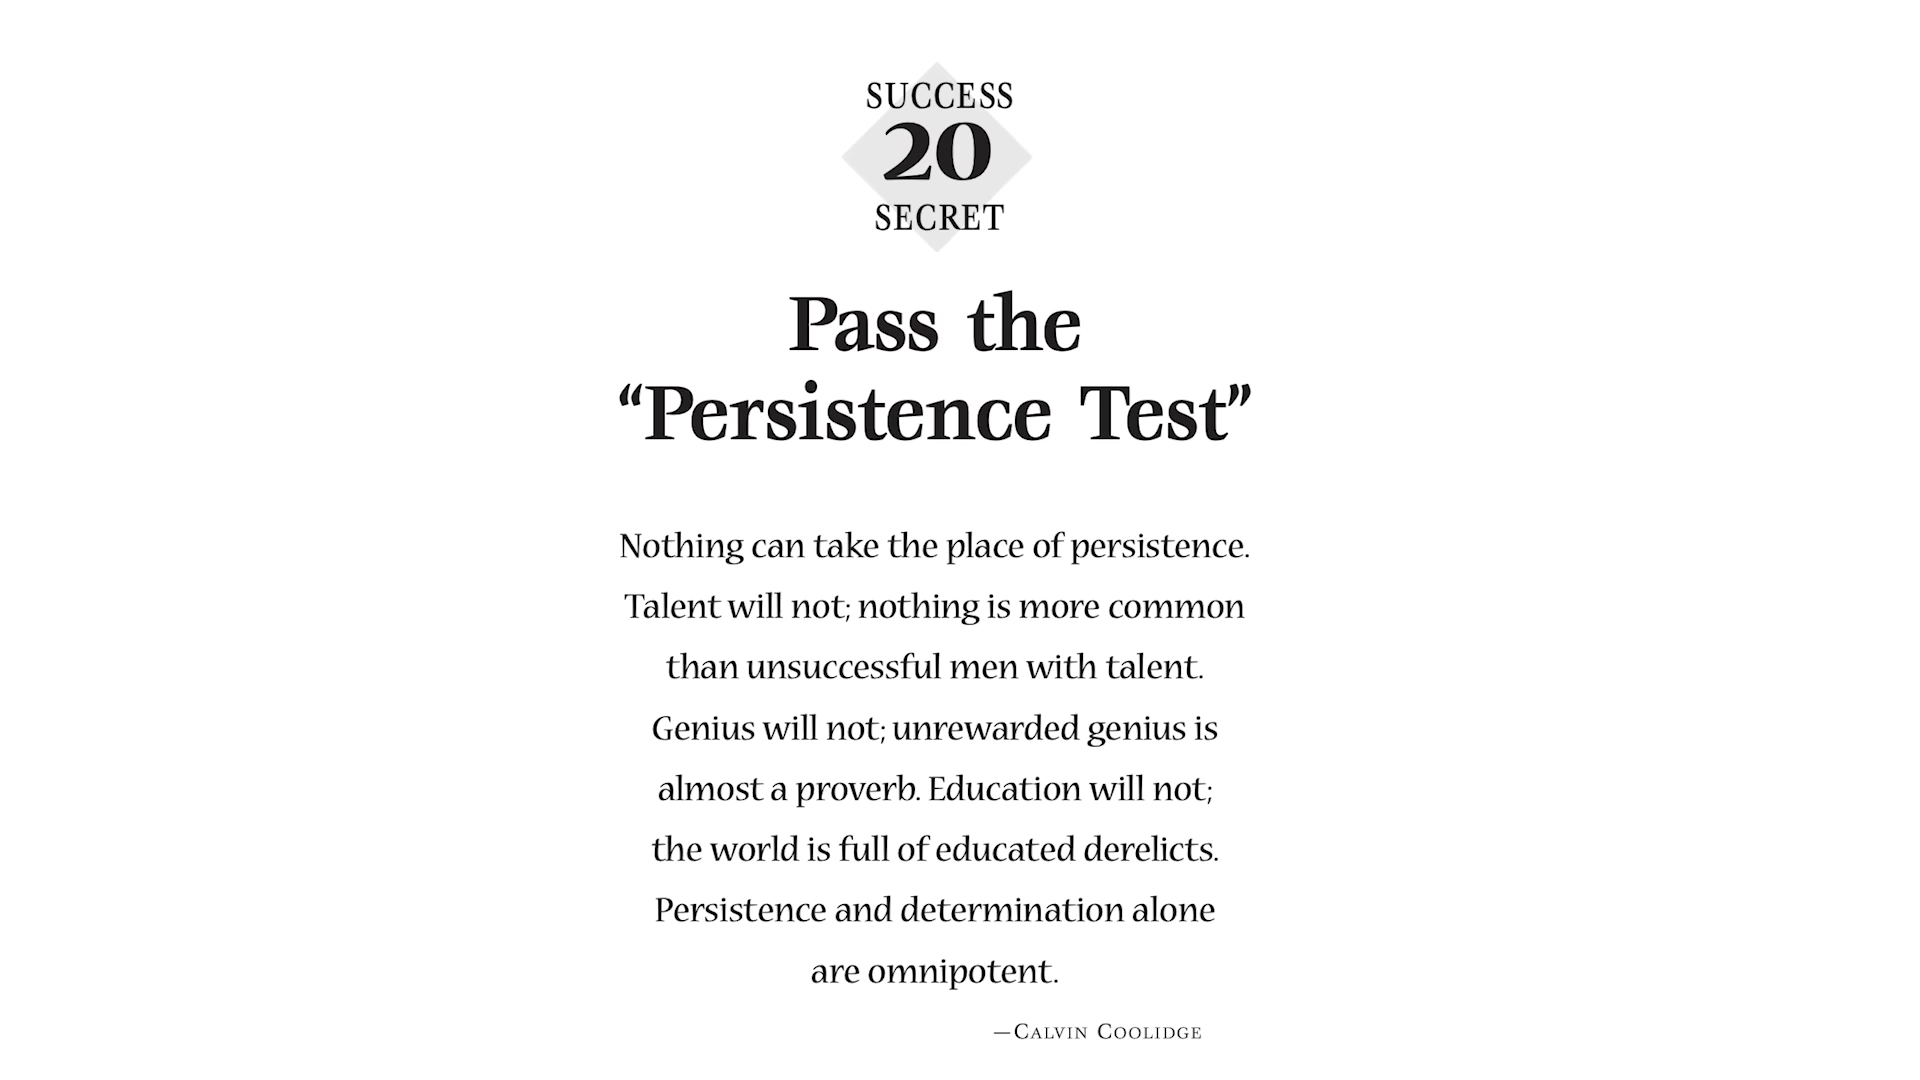 SUCCESS
20
SECRET
Pass the
“Persistence Test”
Nothing can take the place of persistence.
Talent will not; nothing is more common
than unsuccessful men with talent.
Genius will not; unrewarded genius is
almost a proverb. Education will not;
the world is full of educated derelicts.
Persistence and determination alone
are omnipotent.
—Calvin Coolidge